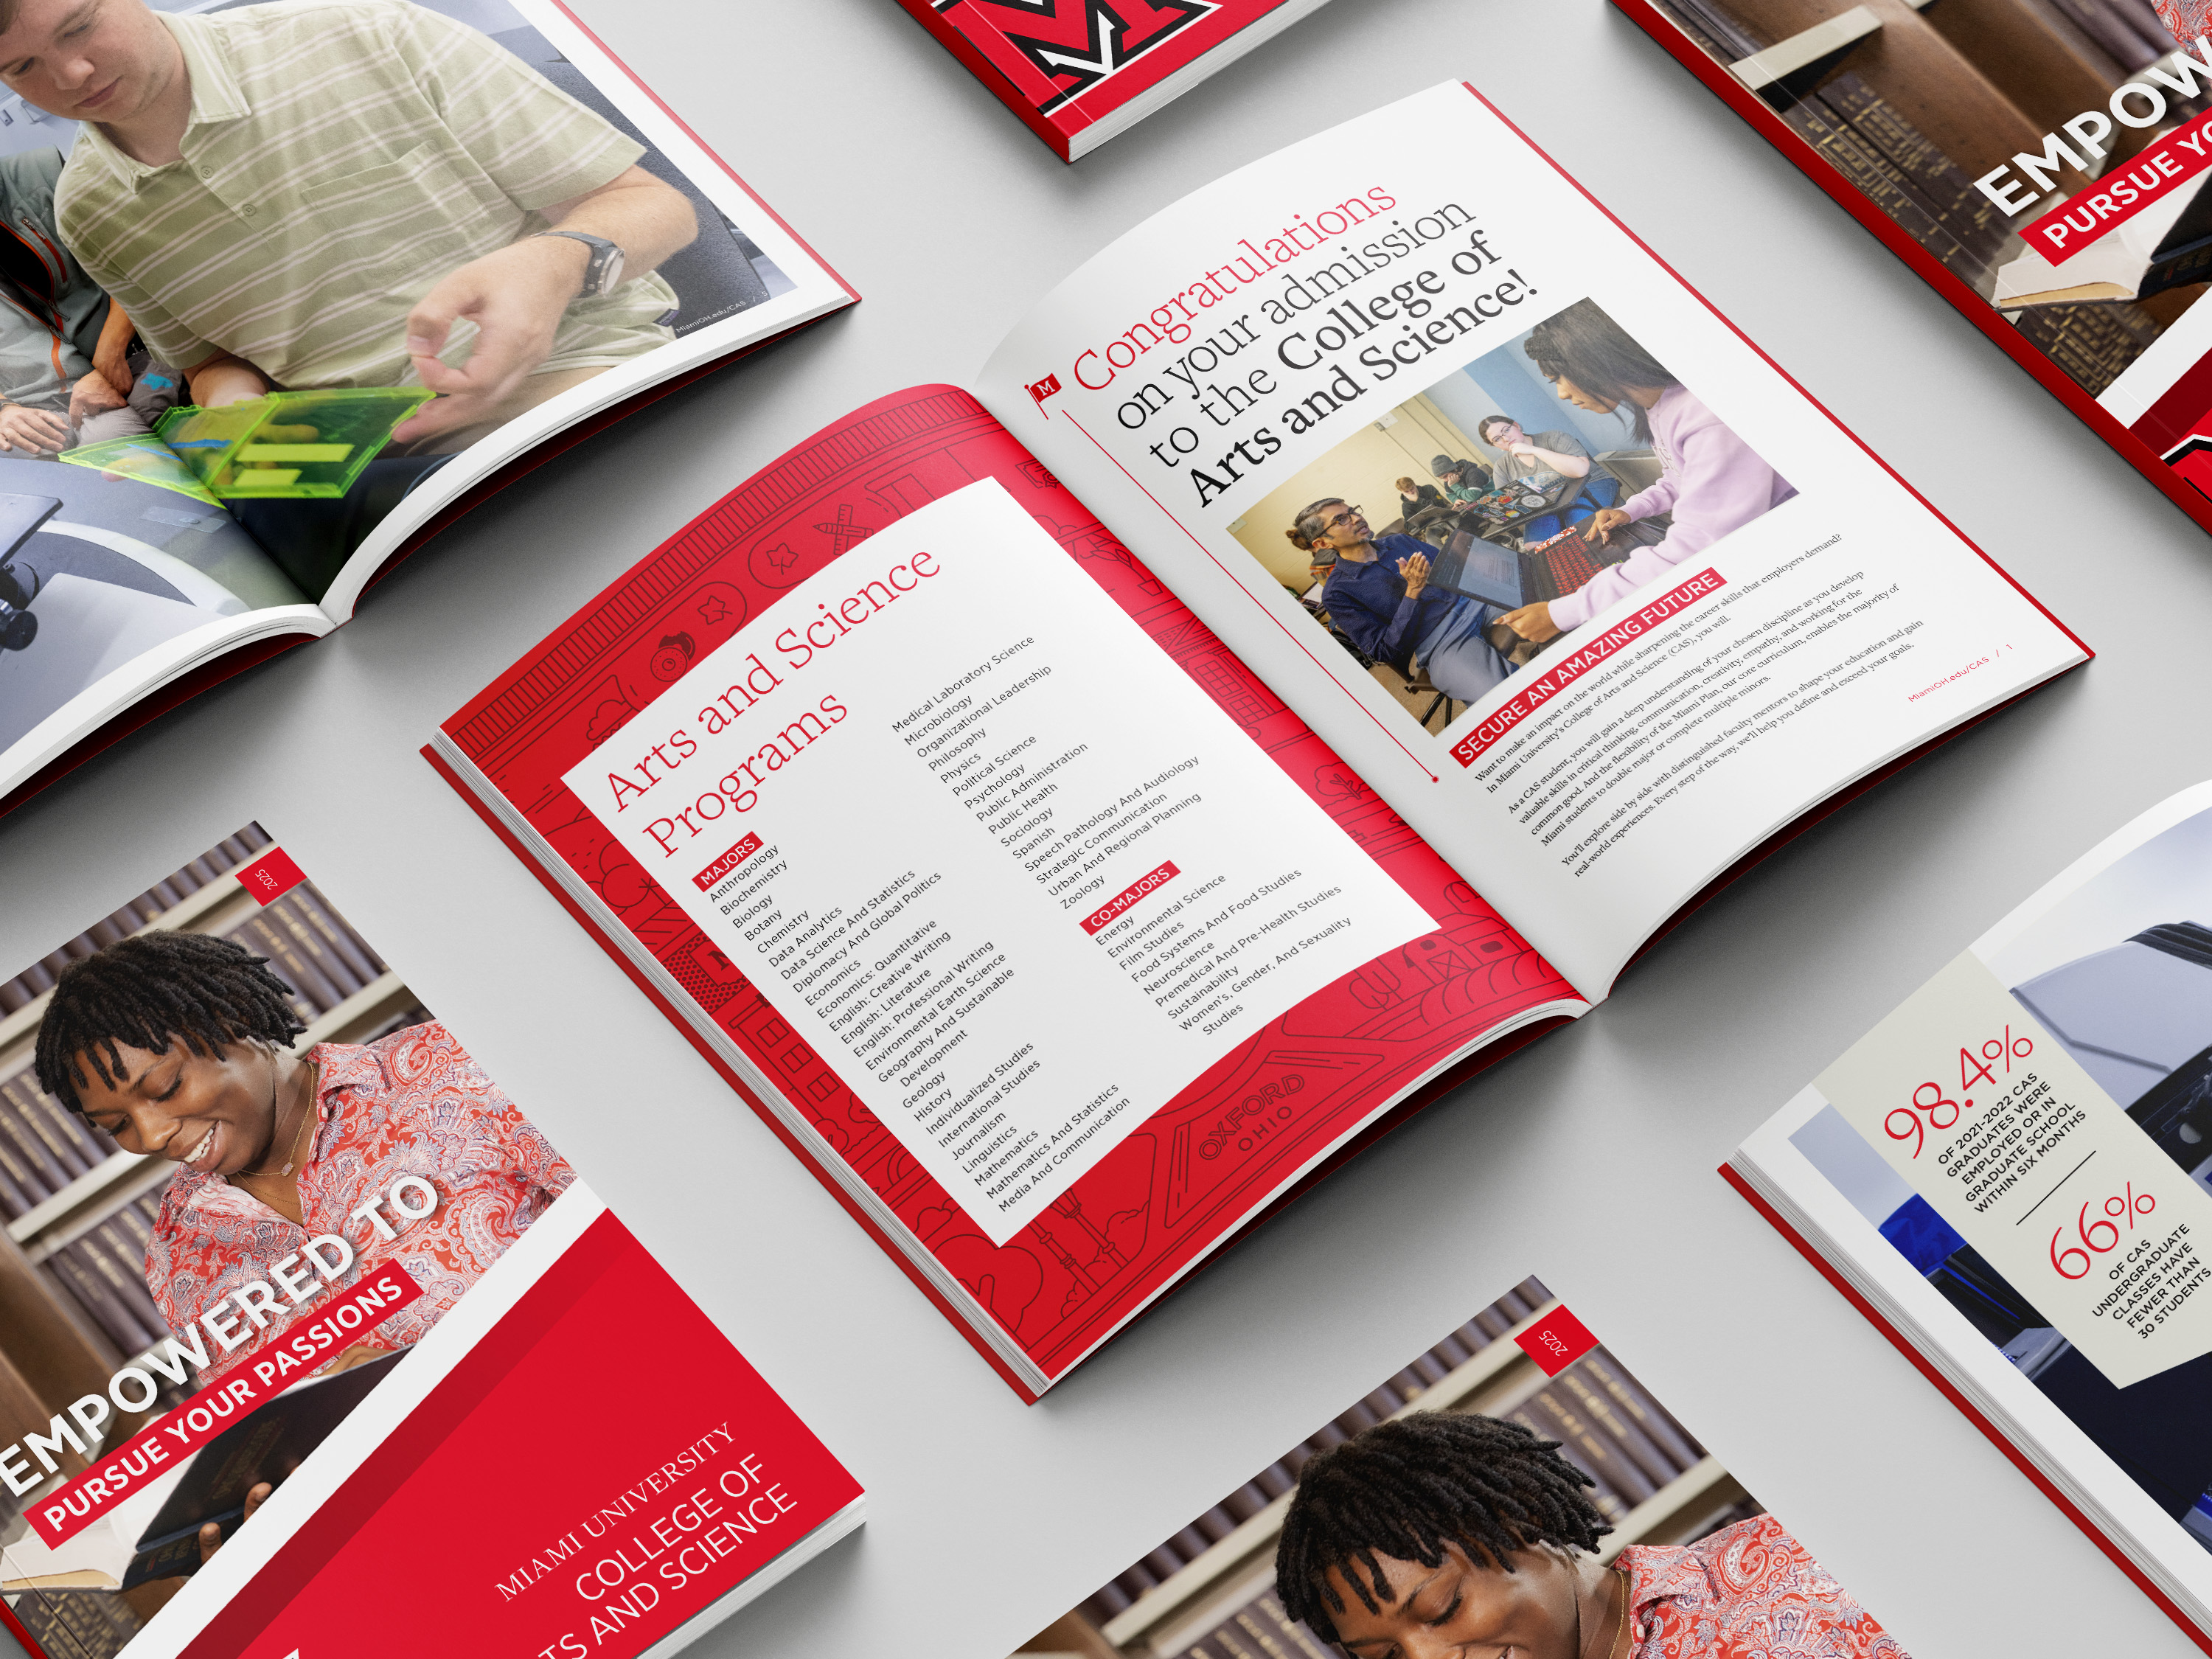 MiamiOH.edu/CAS / 5
M
EMPOW
PURSUE YO
Congratulations
on your admission
to the College of
Arts and Science!
M
SECURE AN AMAZING FUTURE
Want to make an impact on the world while sharpening the career skills that employers demand?
In Miami University's College of Arts and Science (CAS), you will.
As a CAS student, you will gain a deep understanding of your chosen discipline as you develop
valuable skills in critical thinking, communication, creativity, empathy, and working for the
common good. And the flexibility of the Miami Plan, our core curriculum, enables the majority of
Miami students to double major or complete multiple minors.
You'll explore side by side with distinguished faculty mentors to shape your education and gain
real-world experiences. Every step of the way, we'll help you define and exceed your goals.
MiamiOH.edu/CAS / 1
Arts and Science
Programs
MAJORS
Anthropology
Biochemistry
Biology
Botany
Chemistry
Data Analytics
Data Science And Statistics
Diplomacy And Global Politics
Economics
Economics: Quantitative
English: Creative Writing
English: Literature
English: Professional Writing
Environmental Earth Science
Geography And Sustainable
Development
Geology
History
Individualized Studies
International Studies
Journalism
Linguistics
Mathematics
Mathematics And Statistics
Media And Communication
Medical Laboratory Science
Microbiology
Organizational Leadership
Philosophy
Physics
Political Science
Psychology
Public Administration
Public Health
Sociology
Spanish
Speech Pathology And Audiology
Strategic Communication
Urban And Regional Planning
Zoology
CO-MAJORS
Energy
Environmental Science
Film Studies
Food Systems And Food Studies
Neuroscience
Premedical And Pre-Health Studies
Sustainability
Women's, Gender, And Sexuality
Studies
OXFORD
OHIO
2025
EMPOWERED TO
PURSUE YOUR PASSIONS
MIAMI UNIVERSITY
COLLEGE OF
TS AND SCIENCE
98.4%
OF 2021-2022 CAS
GRADUATES WERE
EMPLOYED OR IN
GRADUATE SCHOOL
WITHIN SIX MONTHS
66%
OF CAS
UNDERGRADUATE
CLASSES HAVE
FEWER THAN
30 STUDENTS
2025